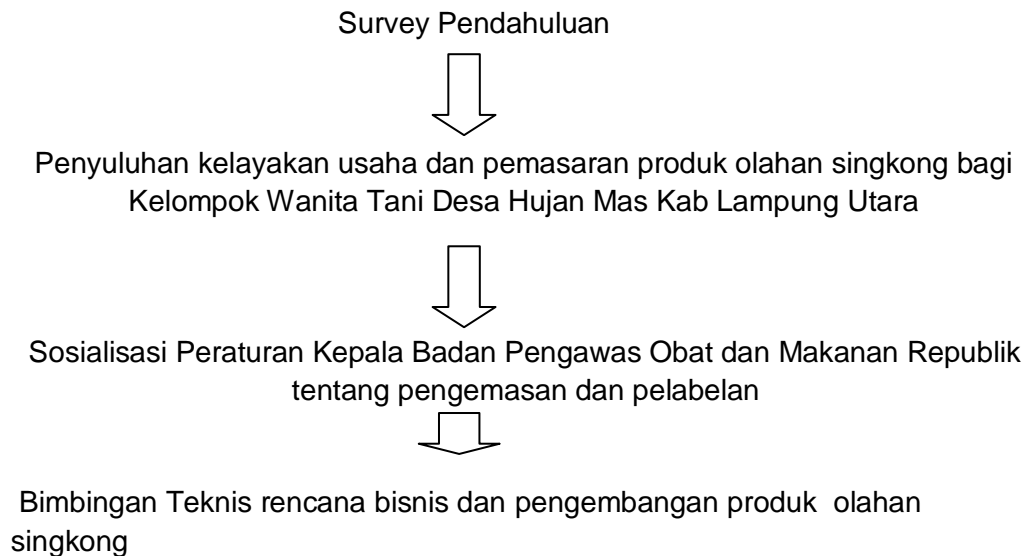 Survey Pendahuluan
Penyuluhan kelayakan usaha dan pemasaran produk olahan singkong bagi
Kelompok Wanita Tani Desa Hujan Mas Kab Lampung Utara
Sosialisasi Peraturan Kepala Badan Pengawas Obat dan Makanan Republik
tentang pengemasan dan pelabelan
Bimbingan Teknis rencana bisnis dan pengembangan produk olahan
singkong